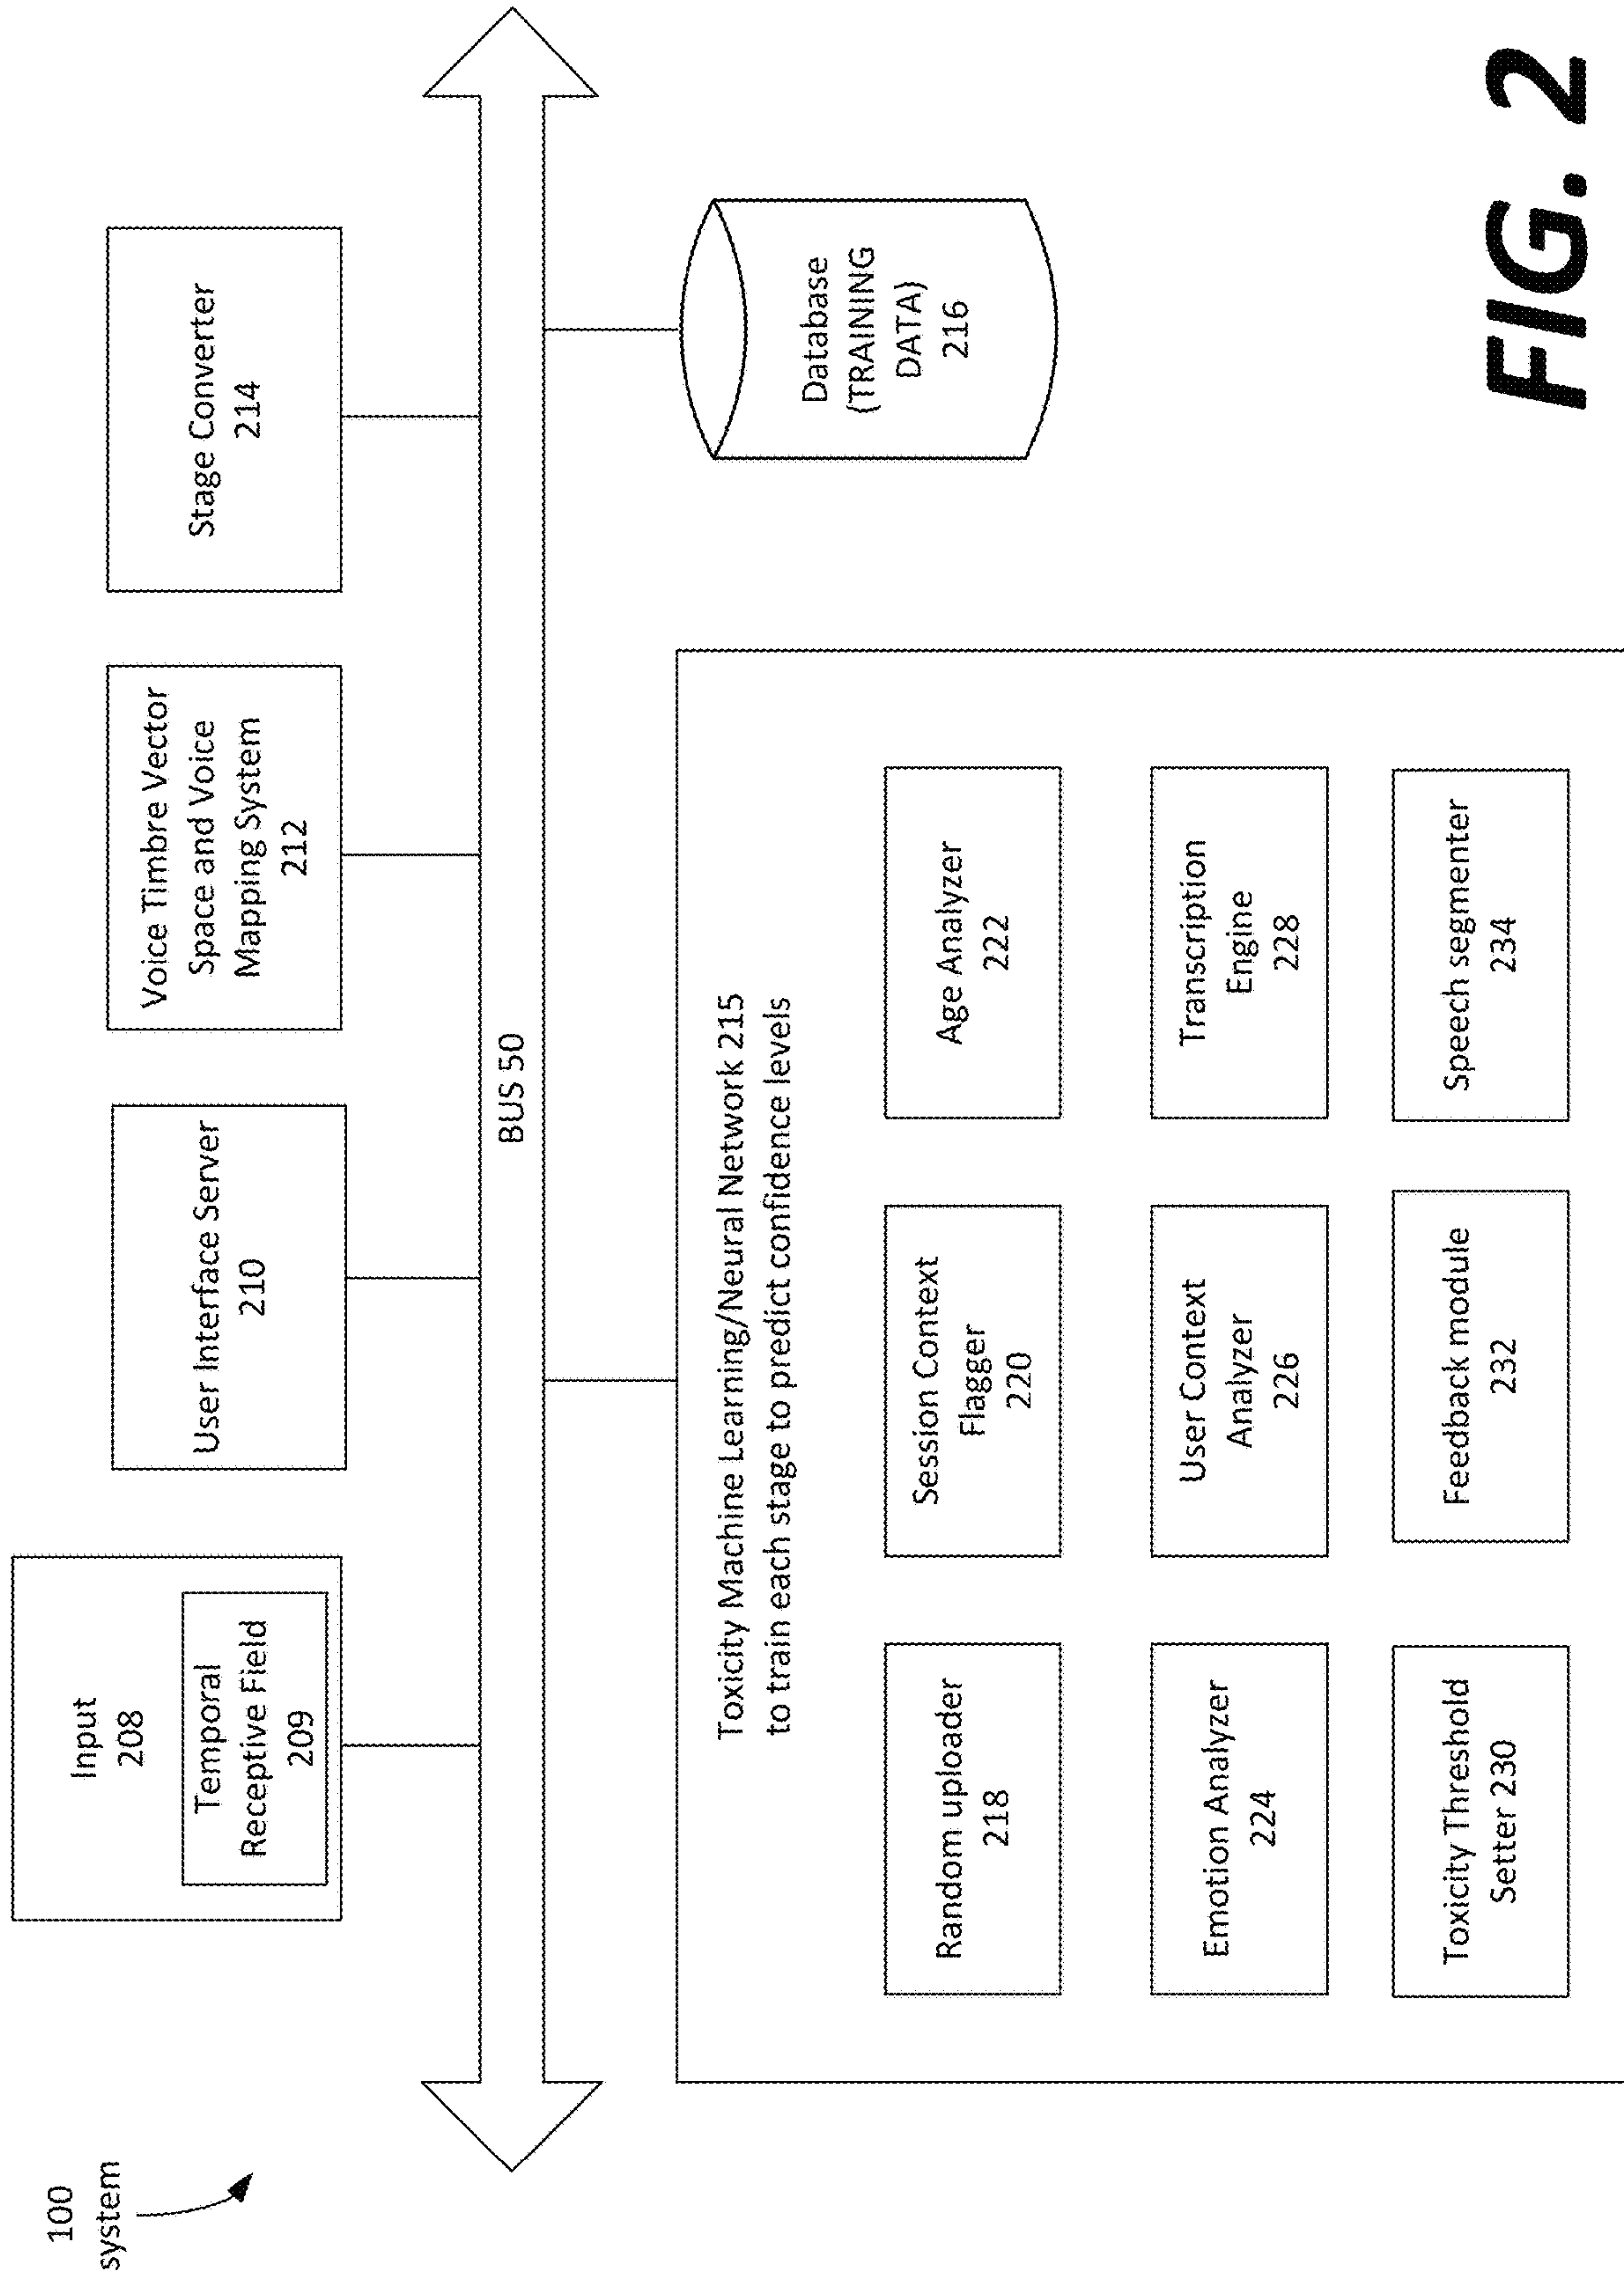 100
system
Input
208
Temporal
Receptive Field
209
User Interface Server
210
Voice Timbre Vector
Space and Voice
Mapping System
212
Stage Converter
214
BUS 50
Toxicity Machine Learning/Neural Network 215
to train each stage to predict confidence levels
Random uploader
218
Session Context
Flagger
220
Age Analyzer
222
Emotion Analyzer
224
User Context
Analyzer
226
Transcription
Engine
228
Toxicity Threshold
Setter 230
Feedback module
232
Speech segmenter
234
Database
(TRAINING
DATA)
216
FIG. 2